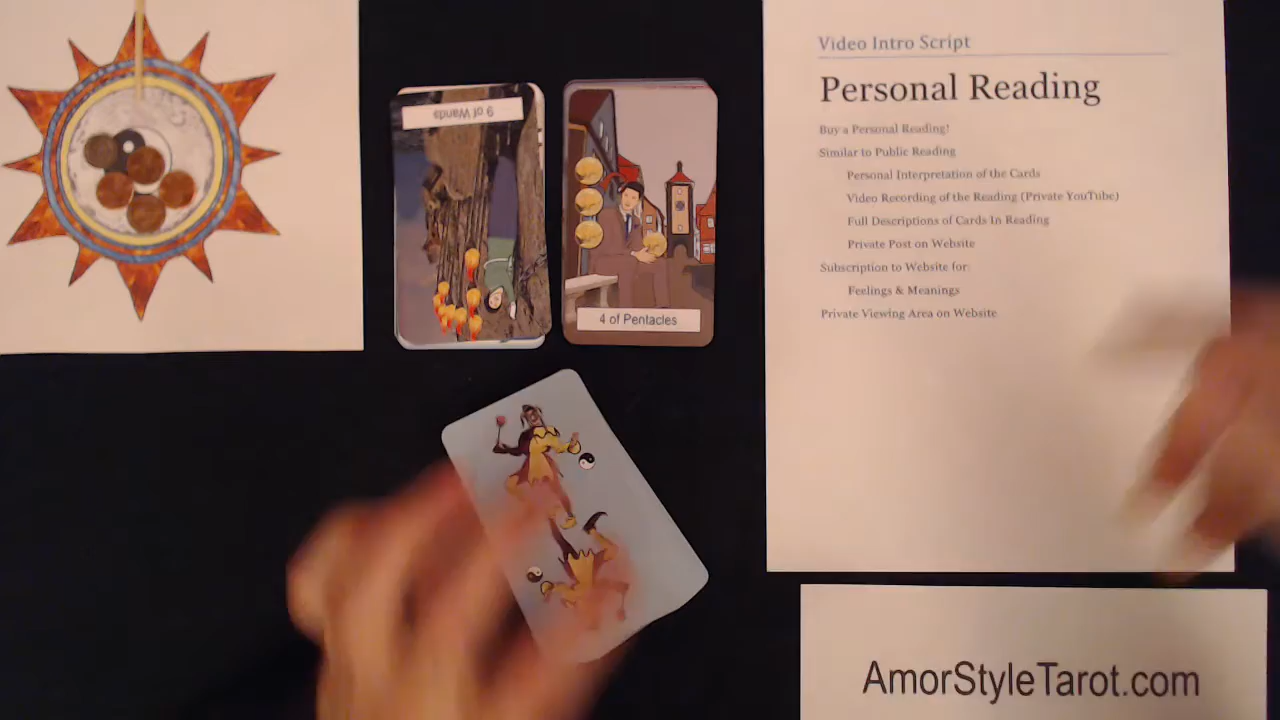 9 of Wands
4 of Pentacles
Video Intro Script
Personal Reading
Buy a Personal Reading!
Similar to Public Reading
Personal Interpretation of the Cards
Video Recording of the Reading (Private YouTube)
Full Descriptions of Cards In Reading
Private Post on Website
Subscription to Website for:
Feelings & Meanings
Private Viewing Area on Website
AmorStyleTarot.com